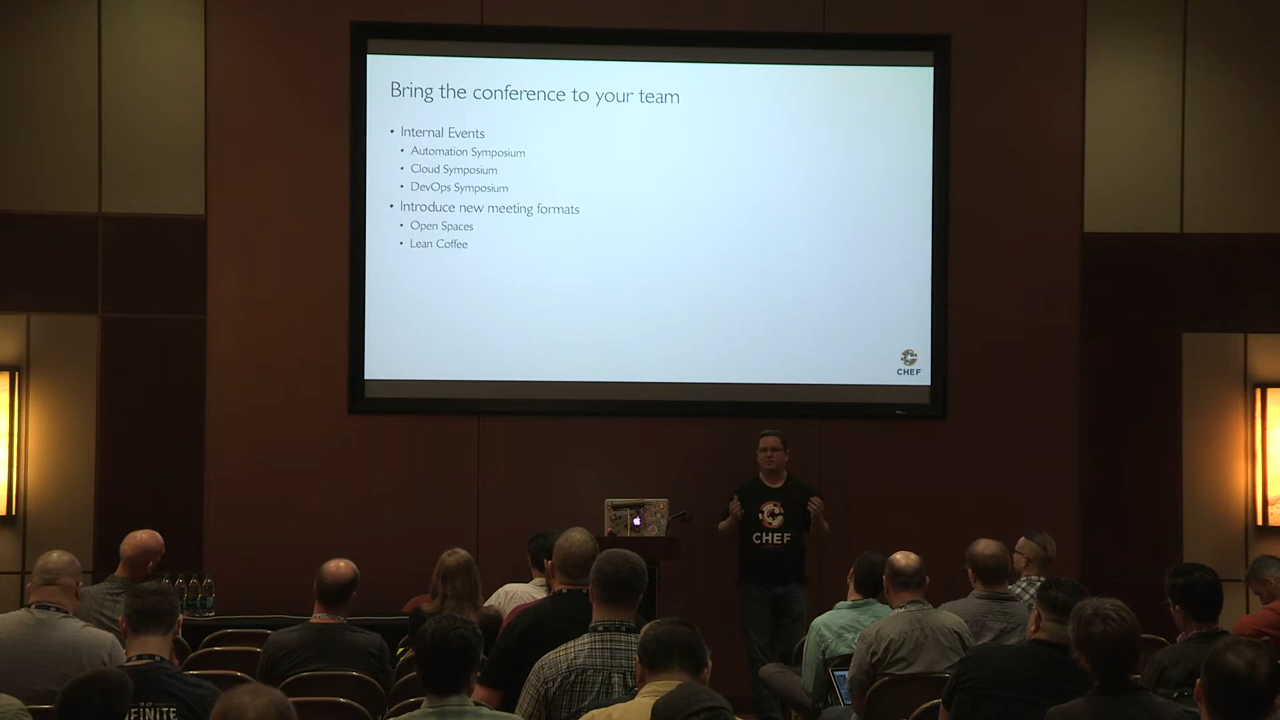 Bring the conference to your team
• Internal Events
• Automation Symposium
• Cloud Symposium
• DevOps Symposium
• Introduce new meeting formats
• Open Spaces
• Lean Coffee
CHEF
CHEF